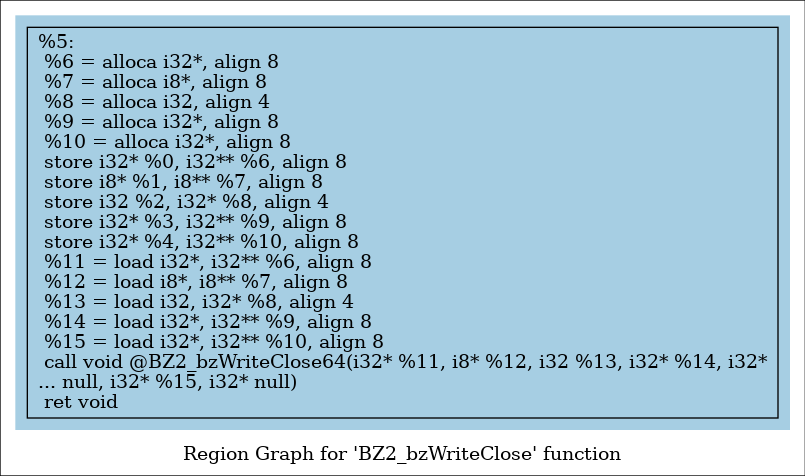 %5:
%6 = alloca i32*, align 8
%7 = alloca i8*, align 8
%8 = alloca i32, align 4
%9 = alloca i32*, align 8
%10 = alloca i32*, align 8
store i32* %0, i32** %6, align 8
store i8* %1, i8** %7, align 8
store i32 %2, i32* %8, align 4
store i32* %3, i32** %9, align 8
store i32* %4, i32** %10, align 8
%11 = load i32*, i32** %6, align 8
%12 = load i8*, i8** %7, align 8
%13 = load i32, i32* %8, align 4
%14 = load i32*, i32** %9, align 8
%15 = load i32*, i32** %10, align 8
call void @BZ2_bzWriteClose64(i32* %11, i8* %12, i32 %13, i32* %14, i32*
... null, i32* %15, i32* null)
ret void
Region Graph for 'BZ2_bzWriteClose' function